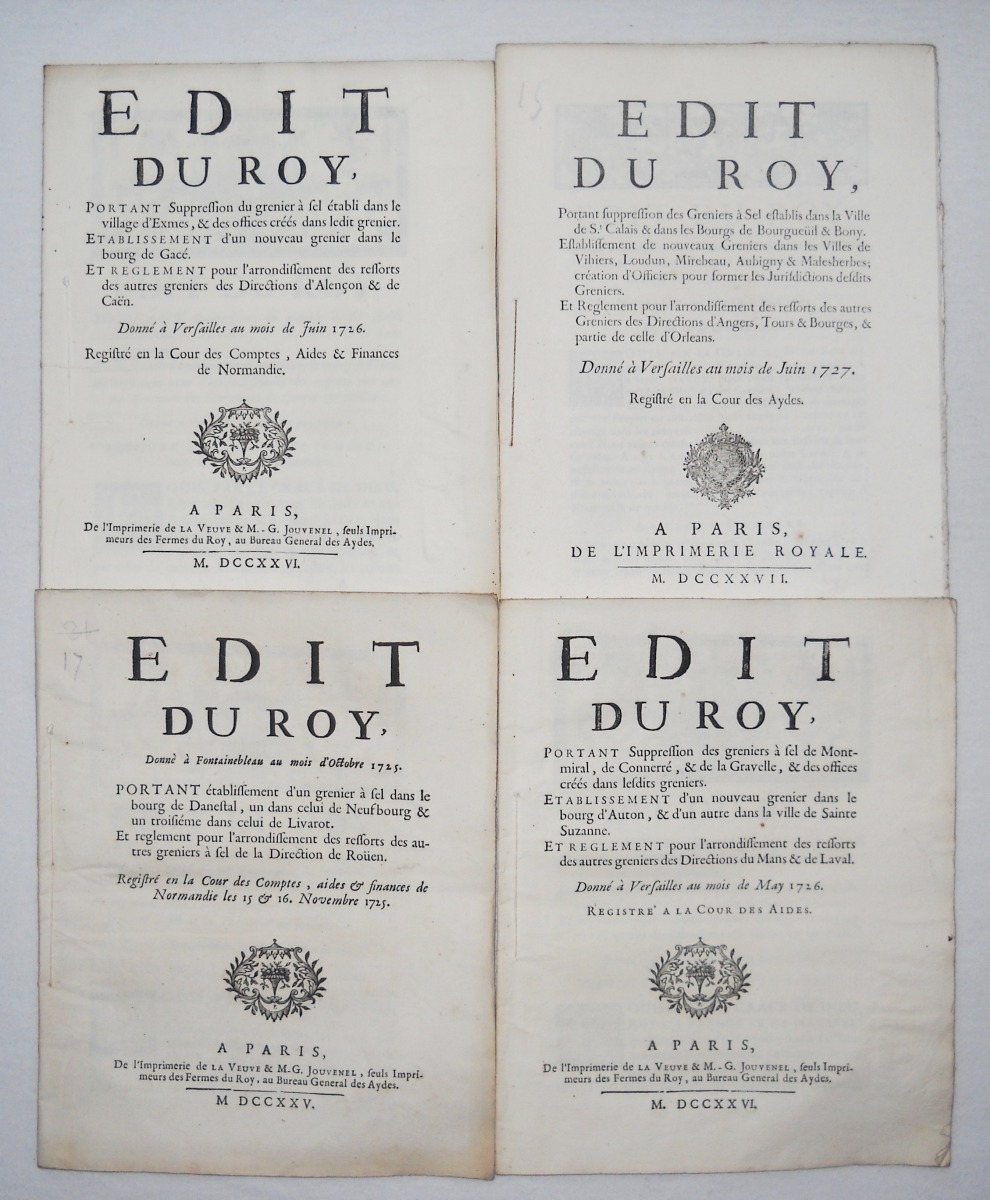 EDIT
DU ROY,
PORTANT Suppreſſion du grenier à ſel établi dans le
village d'Exmes, & des offices créés dans ledit grenier.
ETABLISSEMENT d'un nouveau grenier dans le
bourg de Gacé.
ET REGLEMENT pour l'arrondiſſement des reſſorts
des autres greniers des Directions d'Alençon & de
Caën.
Donné à Verſailles au mois de Juin 1726.
Regiſtré en la Cour des Comptes, Aides & Finances
de Normandie.
A PARIS,
De l'Imprimerie de LA VEUVE & M.-G. JOUVENEL, ſeuls Impri-
meurs des Fermes du Roy, au Bureau General des Aydes.
M. DCCXXVI.
15
EDIT
DU ROY,
Portant ſuppreſſion des Greniers à Sel eſtablis dans la Ville
de S.t Calais & dans les Bourgs de Bourgueüil & Bony.
Eſtabliſſement de nouveaux Greniers dans les Villes de
Vihiers, Loudun, Mirebeau, Aubigny & Malesherbes;
création d'Officiers pour former les Juriſdictions deſdits
Greniers.
Et Reglement pour l'arrondiſſement des reſſorts des autres
Greniers des Directions d'Angers, Tours & Bourges, &
partie de celle d'Orleans.
Donné à Verſailles au mois de Juin 1727.
Regiſtré en la Cour des Aydes.
A PARIS,
DE L'IMPRIMERIE ROYALE.
M. DCCXXVII.
21
17
EDIT
DU ROY,
Donné à Fontainebleau au mois d'Octobre 1725.
PORTANT établiſſement d'un grenier à ſel dans le
bourg de Daneſtal, un dans celui de Neufbourg &
un troiſiéme dans celui de Livarot.
Et reglement pour l'arrondiſſement des reſſorts des au-
tres greniers à ſel de la Direction de Roüen.
Regiſtré en la Cour des Comptes, aides & finances de
Normandie les 15 & 16. Novembre 1725.
A PARIS,
De l'Imprimerie de LA VEUVE & M.-G. JOUVENEL, ſeuls Impri-
meurs des Fermes du Roy, au Bureau General des Aydes.
M DCCXXV.
EDIT
DU ROY,
PORTANT Suppreſſion des greniers à ſel de Mont-
miral, de Connerré, & de la Gravelle, & des offices
créés dans leſdits greniers.
ETABLISSEMENT d'un nouveau grenier dans le
bourg d'Auton, & d'un autre dans la ville de Sainte
Suzanne.
ET REGLEMENT pour l'arrondiſſement des reſſorts
des autres greniers des Directions du Mans & de Laval.
Donné à Verſailles au mois de May 1726.
REGISTRE' A LA COUR DES AIDES.
A PARIS,
De l'Imprimerie de LA VEUVE & M.-G. JOUVENEL, ſeuls Impri-
meurs des Fermes du Roy, au Bureau General des Aydes.
M. DCCXXVI.